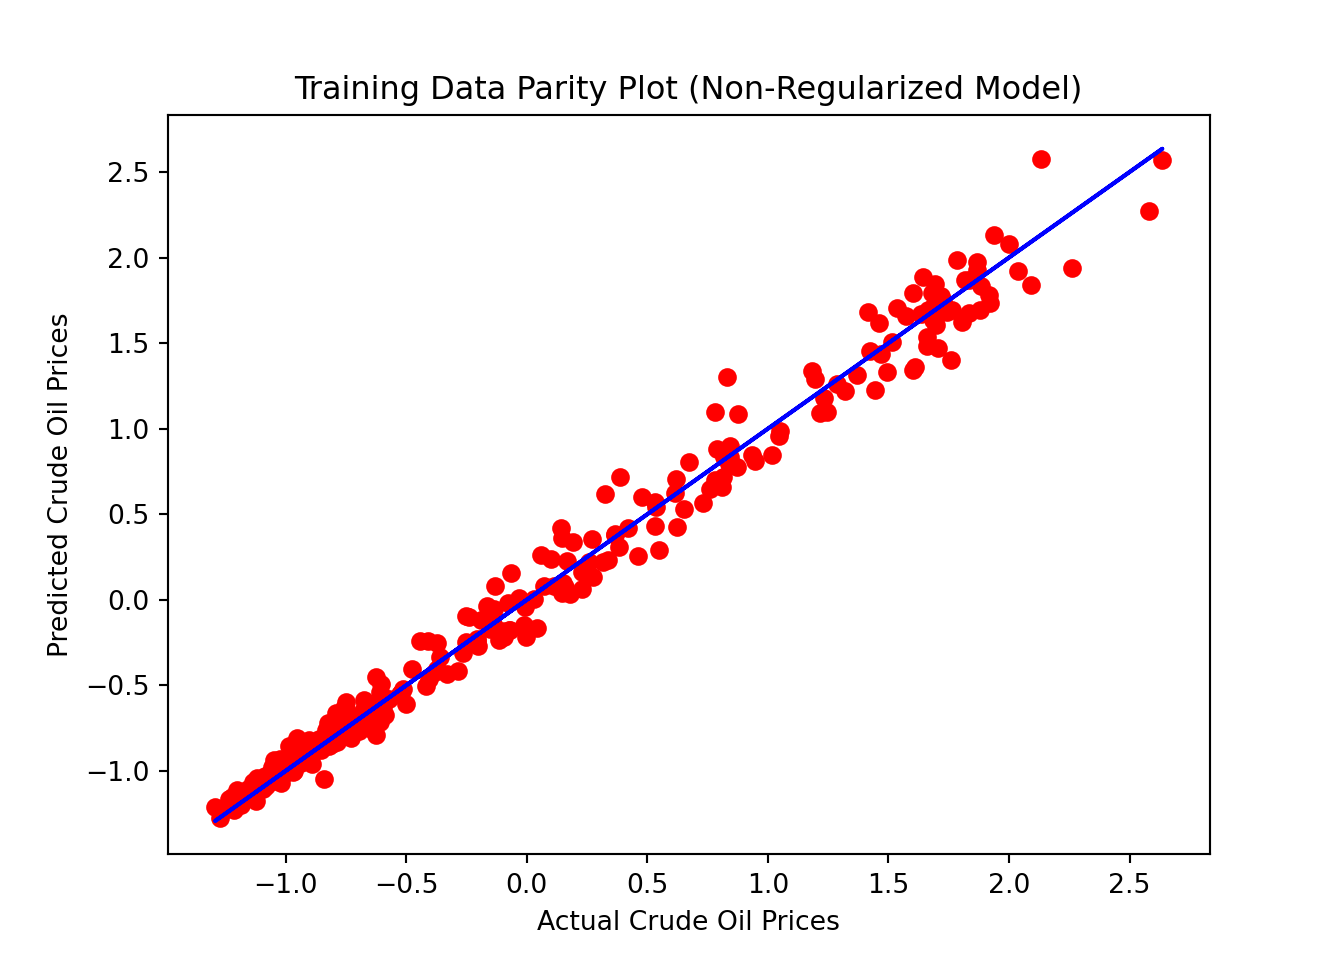 Training Data Parity Plot (Non-Regularized Model)
2.5
2.0
1.5
1.0
0.5
0.0
−0.5
−1.0
Predicted Crude Oil Prices
−1.0 −0.5 0.0 0.5 1.0 1.5 2.0 2.5
Actual Crude Oil Prices